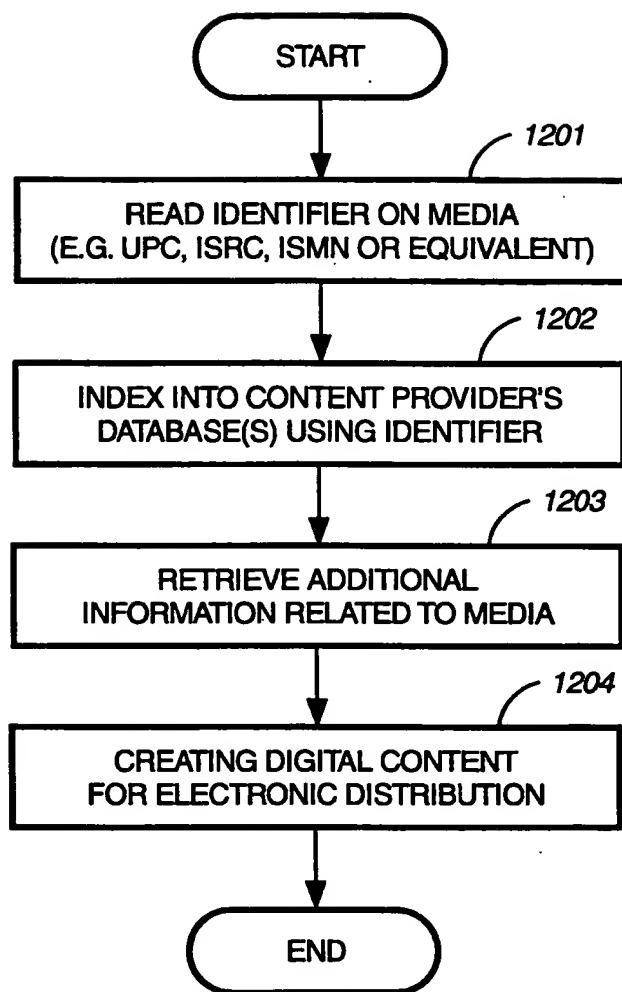 START
1201
READ IDENTIFIER ON MEDIA
(E.G. UPC, ISRC, ISMN OR EQUIVALENT)
1202
INDEX INTO CONTENT PROVIDER'S
DATABASE(S) USING IDENTIFIER
1203
RETRIEVE ADDITIONAL
INFORMATION RELATED TO MEDIA
1204
CREATING DIGITAL CONTENT
FOR ELECTRONIC DISTRIBUTION
END